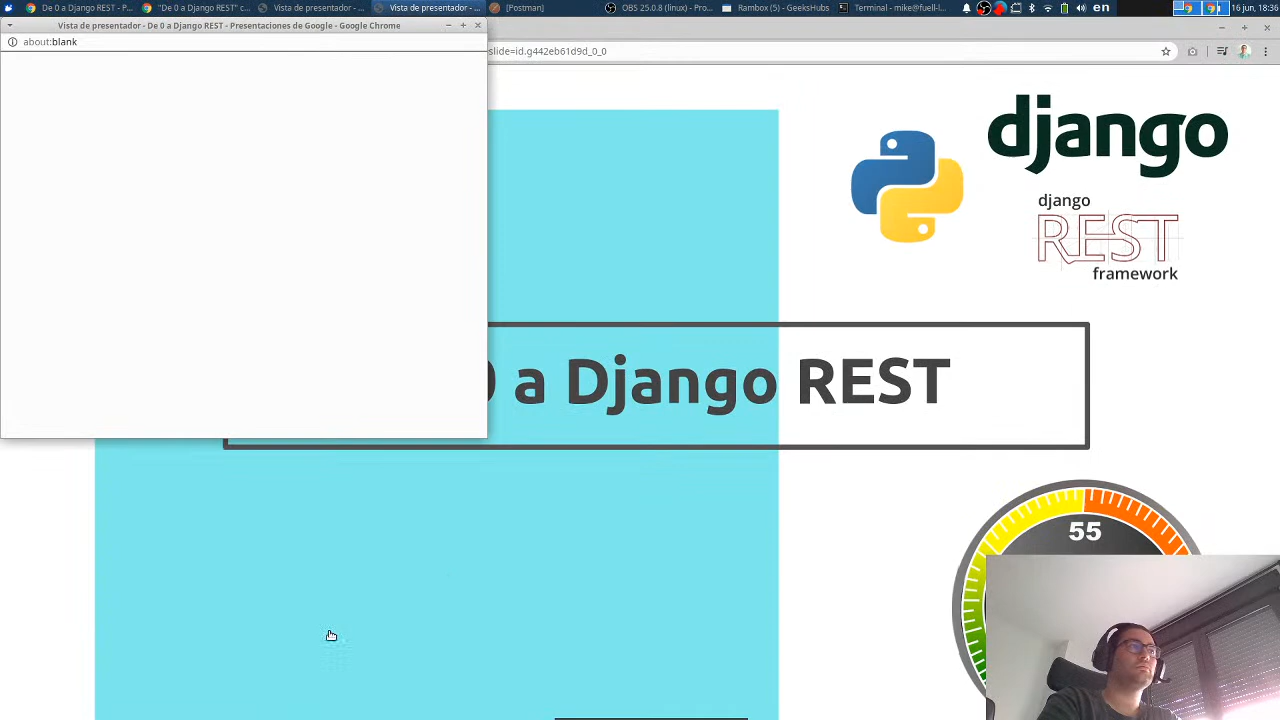 De 0 a Django REST - P...
"De 0 a Django REST" c...
Vista de presentador - ...
Vista de presentador - ...
[Postman]
OBS 25.0.8 (linux) - Pro...
Rambox (5) - GeeksHubs
Terminal - mike@fuell-l...
en
16 jun, 18:36
Vista de presentador - De 0 a Django REST - Presentaciones de Google - Google Chrome
about:blank
slide=id.g442eb61d9d_0_0
django
django
REST
framework
0 a Django REST
55